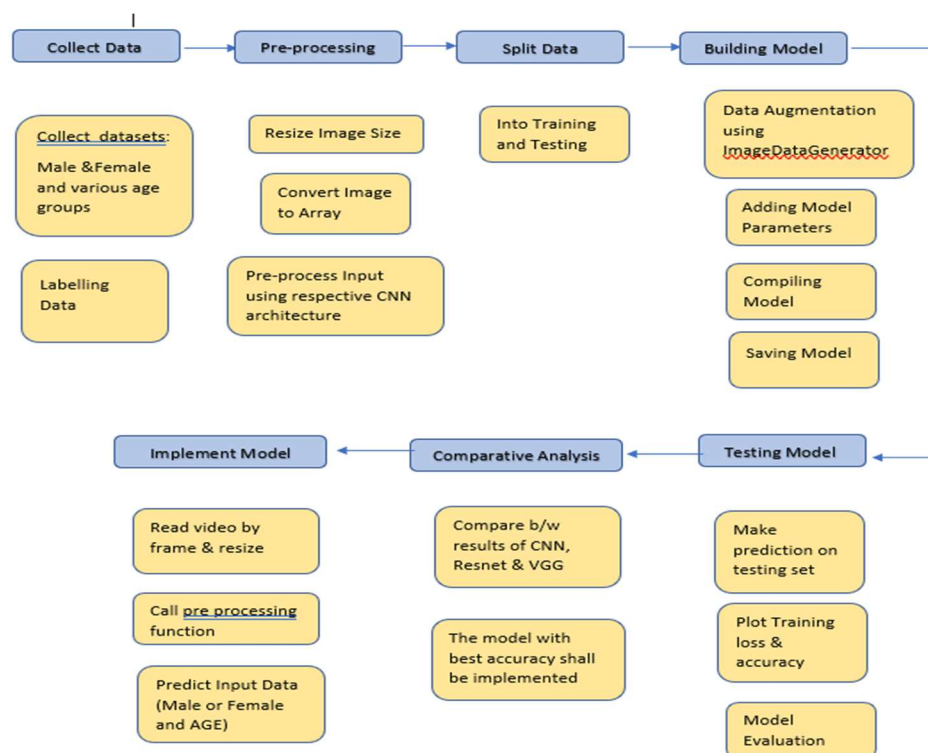 Collect Data
Pre-processing
Split Data
Building Model
Collect datasets:
Male &Female
and various age
groups
Labelling
Data
Resize Image Size
Convert Image
to Array
Pre-process Input
using respective CNN
architecture
Into Training
and Testing
Data Augmentation
using
ImageDataGenerator
Adding Model
Parameters
Compiling
Model
Saving Model
Implement Model
Comparative Analysis
Testing Model
Read video by
frame & resize
Call pre processing
function
Predict Input Data
(Male or Female
and AGE)
Compare b/w
results of CNN,
Resnet & VGG
The model with
best accuracy shall
be implemented
Make
prediction on
testing set
Plot Training
loss &
accuracy
Model
Evaluation